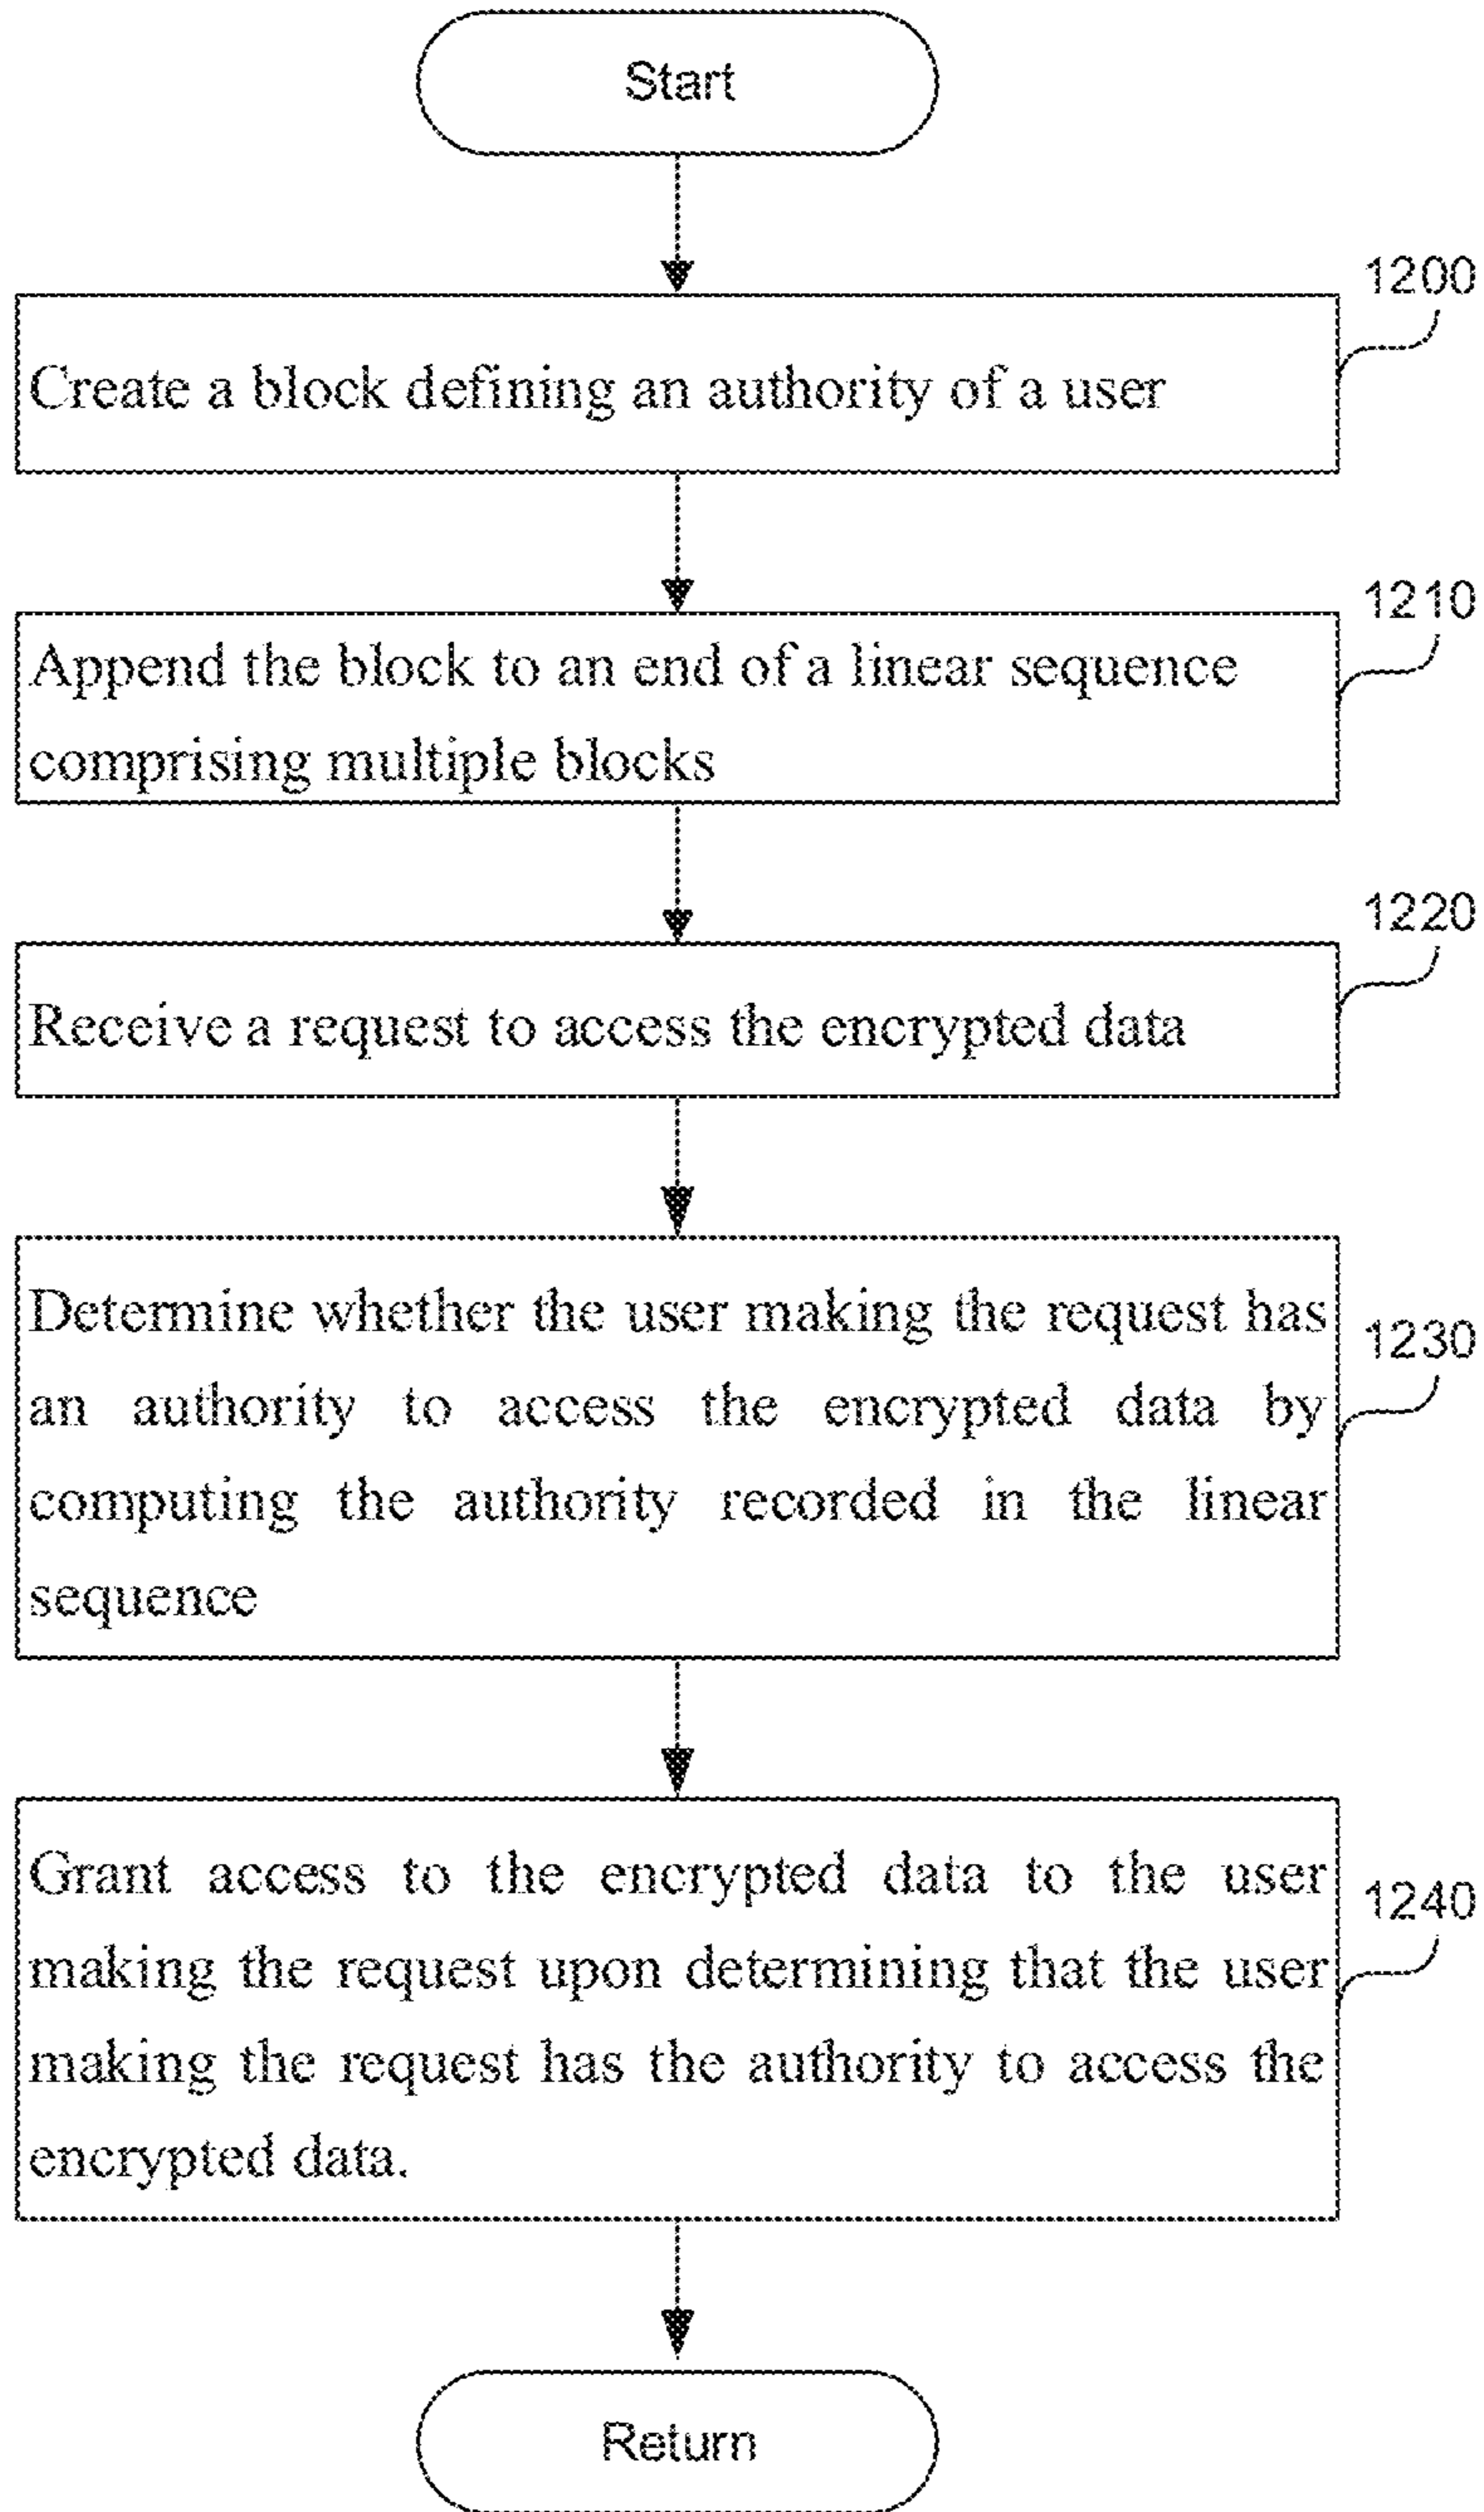 Start
1200
Create a block defining an authority of a user
1210
Append the block to an end of a linear sequence
comprising multiple blocks
1220
Receive a request to access the encrypted data
Determine whether the user making the request has
1230
an authority to access the encrypted data by
computing the authority recorded in the linear
sequence
Grant access to the encrypted data to the user
1240
making the request upon determining that the user
making the request has the authority to access the
encrypted data.
Return